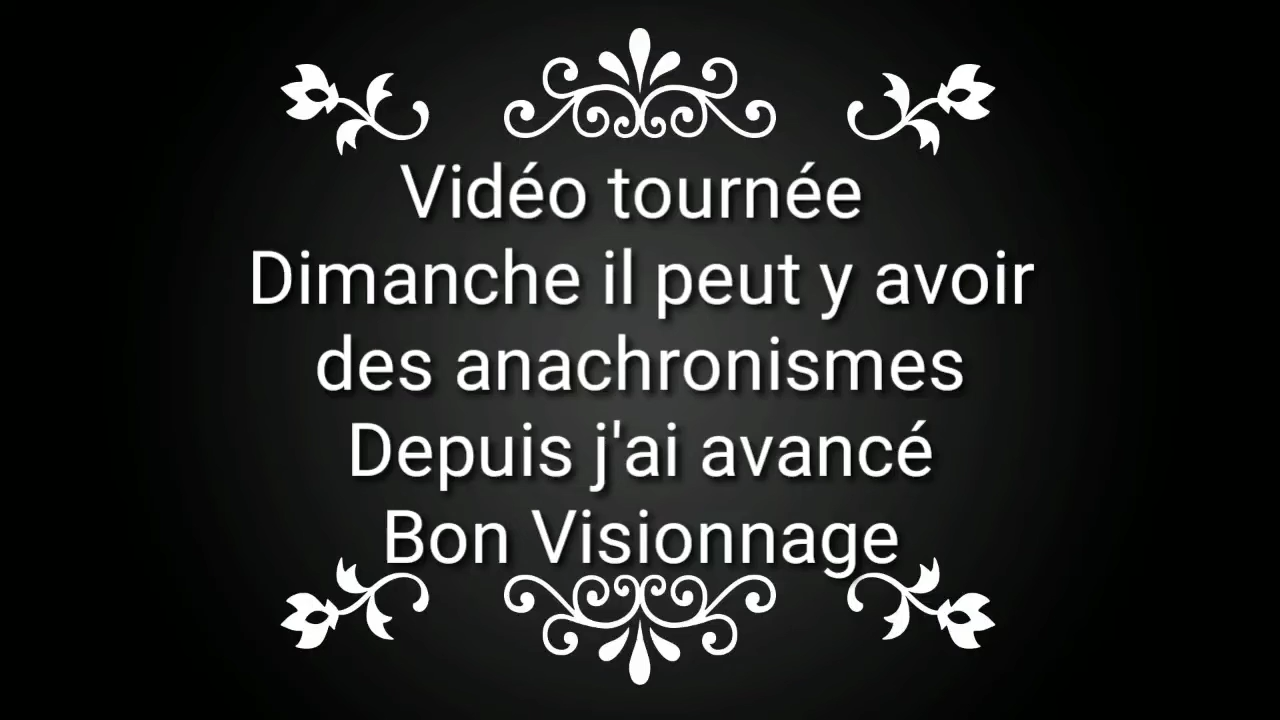 Vidéo tournée
Dimanche il peut y avoir
des anachronismes
Depuis j'ai avancé
Bon Visionnage